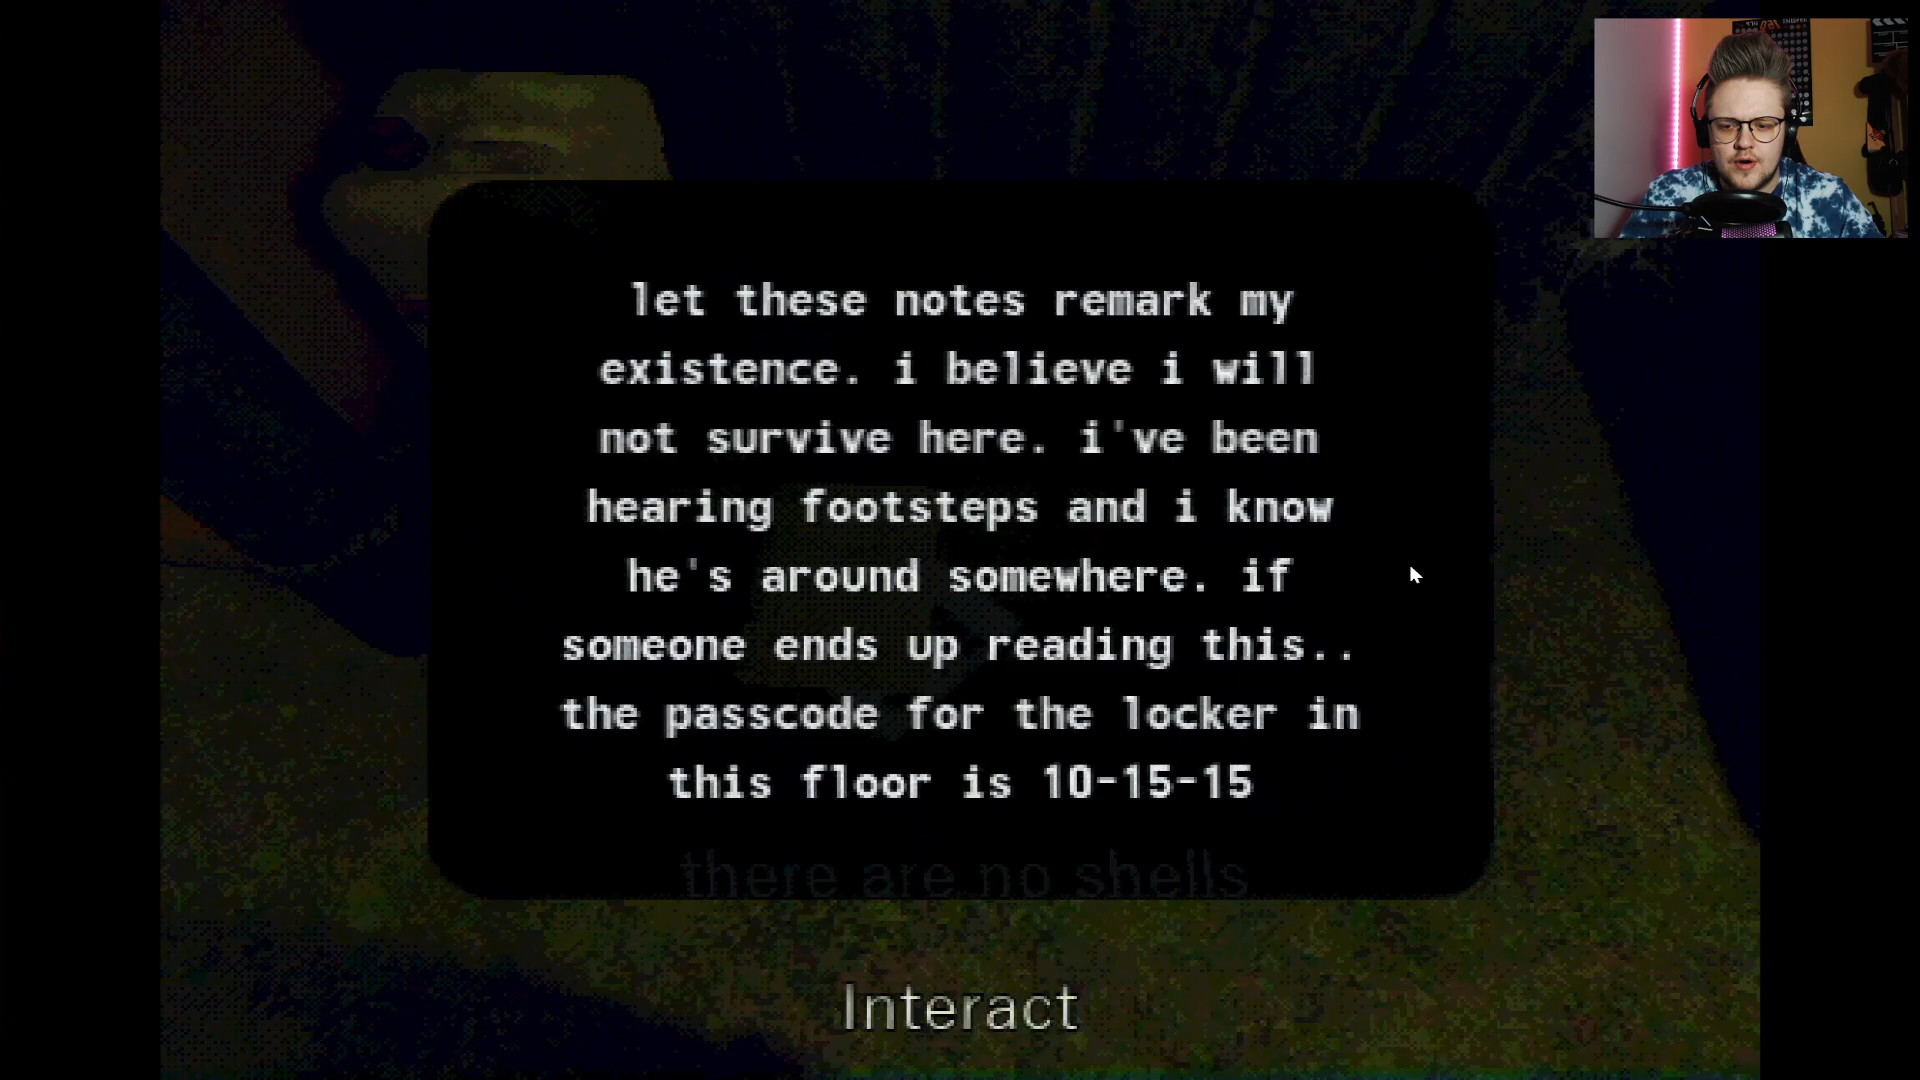 let these notes remark my
existence. i believe i will
not survive here. i've been
hearing footsteps and i know
he's around somewhere. if
someone ends up reading this..
the passcode for the locker in
this floor is 10-15-15
there are no shells
Interact